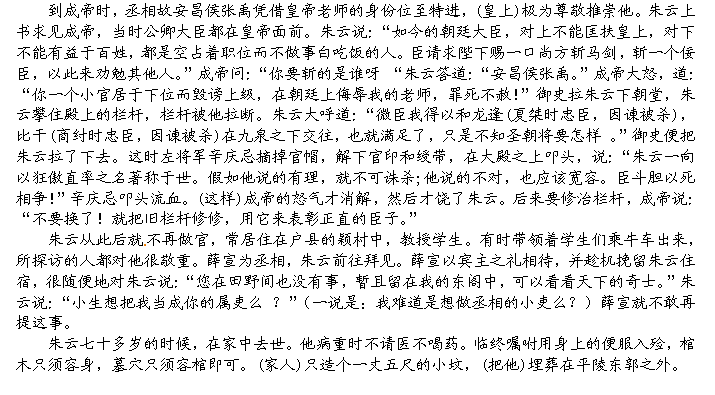 到成帝时，丞相故安昌侯张禹凭借皇帝老师的身份位至特进，(皇上)极为尊敬推崇他。朱云上
书求见成帝，当时公卿大臣都在皇帝面前。朱云说：“如今的朝廷大臣，对上不能匡扶皇上，对下
不能有益于百姓，都是空占着职位而不做事白吃饭的人。臣请求陛下赐一口尚方斩马剑，斩一个佞
臣，以此来劝勉其他人。”成帝问：“你要斩的是谁呀 “朱云答道：“安昌侯张禹。”成帝大怒，道：
“你一个小官居于下位而毁谤上级，在朝廷上侮辱我的老师，罪死不赦！”御史拉朱云下朝堂，朱
云攀住殿上的栏杆，栏杆被他拉断。朱云大呼道：“微臣我得以和龙逄(夏桀时忠臣，因谏被杀)，
比干(商纣时忠臣，因谏被杀)在九泉之下交往，也就满足了，只是不知圣朝将要怎样 。”御史便把
朱云拉了下去。这时左将军辛庆忌摘掉官帽，解下官印和绶带，在大殿之上叩头，说：“朱云一向
以狂傲直率之名著称于世。假如他说的有理，就不可诛杀；他说的不对，也应该宽容。臣斗胆以死
相争！”辛庆忌叩头流血。(这样)成帝的怒气才消解，然后才饶了朱云。后来要修治栏杆，成帝说：
“不要换了！就把旧栏杆修修，用它来表彰正直的臣子。”
朱云从此后就不再做官，常居住在户县的颖村中，教授学生。有时带领着学生们乘牛车出来，
所探访的人都对他很敬重。薛宣为丞相，朱云前往拜见。薛宣以宾主之礼相待，并趁机挽留朱云住
宿，很随便地对朱云说：“您在田野间也没有事，暂且留在我的东阁中，可以看看天下的奇士。”朱
云说：“小生想把我当成你的属吏么 ？”(一说是：我难道是想做丞相的小吏么？) 薛宣就不敢再
提这事。
朱云七十多岁的时候，在家中去世。他病重时不请医不喝药。临终嘱咐用身上的便服入殓，棺
木只须容身，墓穴只须容棺即可。(家人)只造个一丈五尺的小坟，(把他)埋葬在平陵东郭之外。